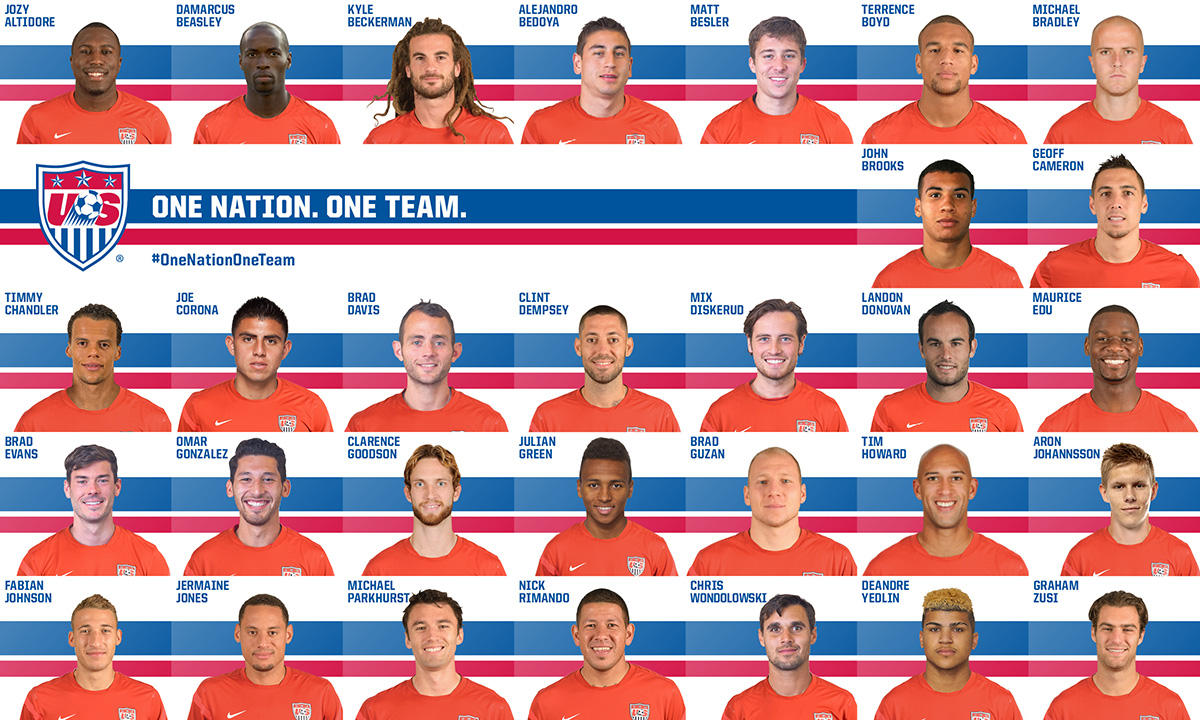 JOZY
ALTIDORE
DAMARCUS
BEASLEY
KYLE
BECKERMAN
ALEJANDRO
BEDOYA
MATT
BESLER
TERRENCE
BOYD
MICHAEL
BRADLEY
US
®
ONE NATION. ONE TEAM.
#OneNationOneTeam
JOHN
BROOKS
GEOFF
CAMERON
TIMMY
CHANDLER
JOE
CORONA
BRAD
DAVIS
CLINT
DEMPSEY
MIX
DISKERUD
LANDON
DONOVAN
MAURICE
EDU
BRAD
EVANS
OMAR
GONZALEZ
CLARENCE
GOODSON
JULIAN
GREEN
BRAD
GUZAN
TIM
HOWARD
ARON
JOHANNSSON
FABIAN
JOHNSON
JERMAINE
JONES
MICHAEL
PARKHURST
NICK
RIMANDO
CHRIS
WONDOLOWSKI
DEANDRE
YEDLIN
GRAHAM
ZUSI